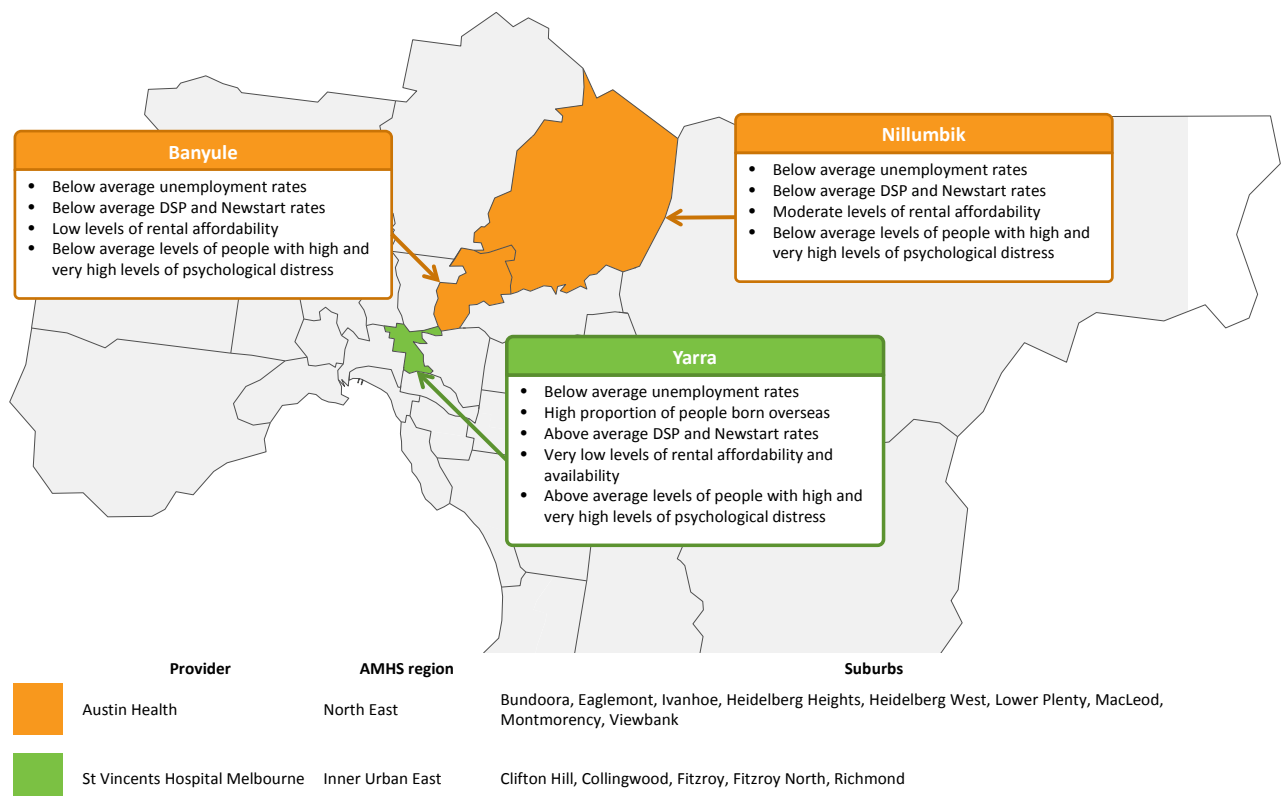 Banyule
• Below average unemployment rates
• Below average DSP and Newstart rates
• Low levels of rental affordability
• Below average levels of people with high and
very high levels of psychological distress
Nillumbik
• Below average unemployment rates
• Below average DSP and Newstart rates
• Moderate levels of rental affordability
• Below average levels of people with high and
very high levels of psychological distress
Yarra
• Below average unemployment rates
• High proportion of people born overseas
• Above average DSP and Newstart rates
• Very low levels of rental affordability and
availability
• Above average levels of people with high and
very high levels of psychological distress
Provider AMHS region Suburbs
Austin Health North East Bundoora, Eaglemont, Ivanhoe, Heidelberg Heights, Heidelberg West, Lower Plenty, MacLeod,
Montmorency, Viewbank
St Vincents Hospital Melbourne Inner Urban East Clifton Hill, Collingwood, Fitzroy, Fitzroy North, Richmond